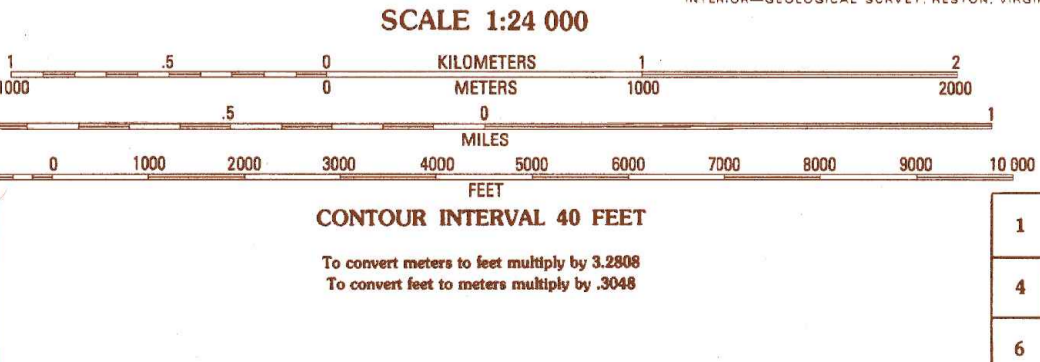 INTERIOR—GEOLOGICAL SURVEY, RESTON, VIRGI
SCALE 1:24 000
1 .5 0 KILOMETERS 1 2
1000 0 METERS 1000 2000
.5 0 1
MILES
0 1000 2000 3000 4000 5000 6000 7000 8000 9000 10 000
FEET
CONTOUR INTERVAL 40 FEET
1
To convert meters to feet multiply by 3.2808
To convert feet to meters multiply by .3048
4
6